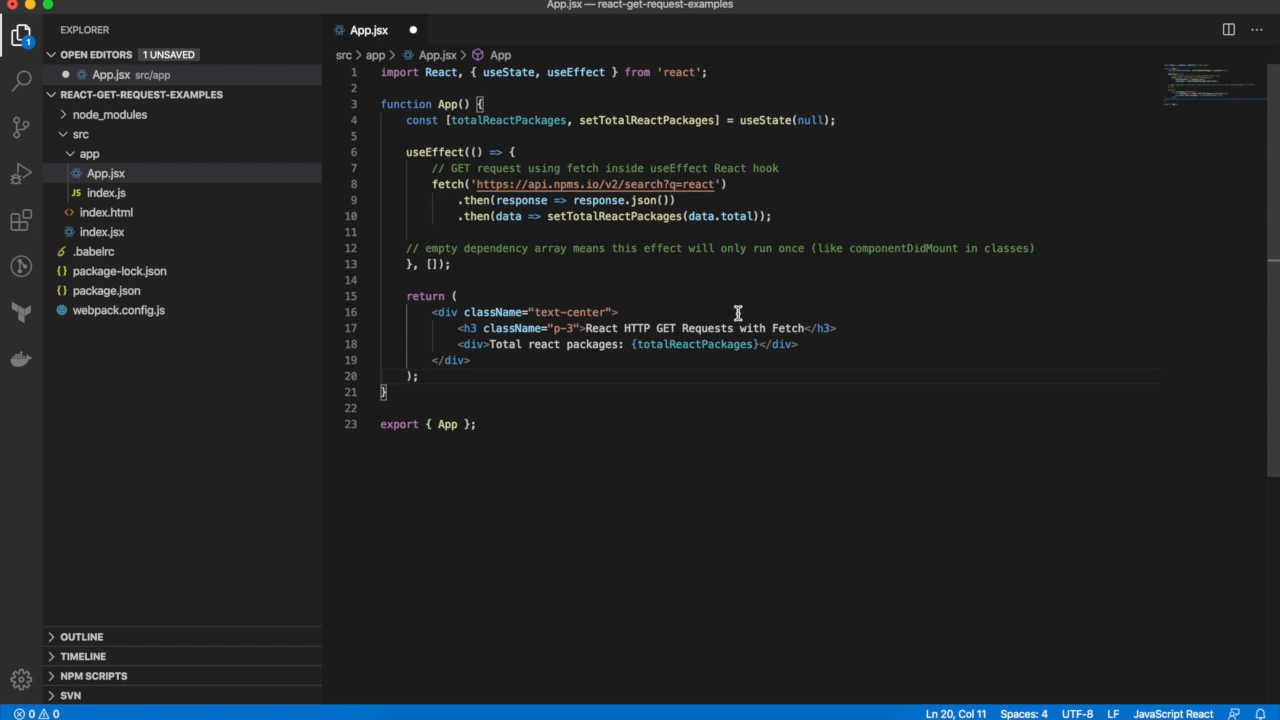 App.jsx — react-get-request-examples
EXPLORER
OPEN EDITORS 1 UNSAVED
App.jsx src/app
REACT-GET-REQUEST-EXAMPLES
node_modules
src
app
App.jsx
JS index.js
index.html
index.jsx
.babelrc
{} package-lock.json
{} package.json
webpack.config.js
OUTLINE
TIMELINE
NPM SCRIPTS
SVN
1
App.jsx
src > app > App.jsx > App
1 import React, { useState, useEffect } from 'react';
2
3 function App() {
4 const [totalReactPackages, setTotalReactPackages] = useState(null);
5
6 useEffect(() => {
7 // GET request using fetch inside useEffect React hook
8 fetch('https://api.npms.io/v2/search?q=react')
9 .then(response => response.json())
10 .then(data => setTotalReactPackages(data.total));
11
12 // empty dependency array means this effect will only run once (like componentDidMount in classes)
13 }, []);
14
15 return (
16 <div className="text-center">
17 <h3 className="p-3">React HTTP GET Requests with Fetch</h3>
18 <div>Total react packages: {totalReactPackages}</div>
19 </div>
20 );
21 }
22
23 export { App };
0 0 Ln 20, Col 11 Spaces: 4 UTF-8 LF JavaScript React